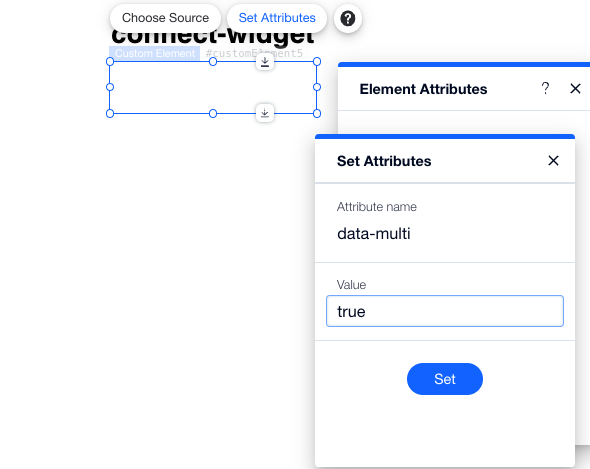 Choose Source
Set Attributes
?
connect-widget
Custom Element
#customElement5
Element Attributes
?
Set Attributes
Attribute name
data-multi
Value
true
Set